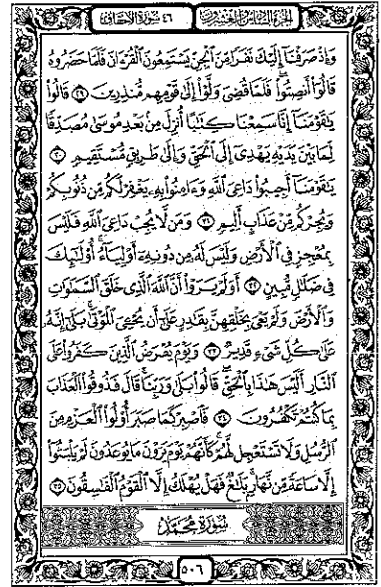 الجزء السادس والعشرون ٤٦ سورة الأحقاف
وَإِذْ صَرَفْنَآ إِلَيْكَ نَفَرًا مِّنَ ٱلْجِنِّ يَسْتَمِعُونَ ٱلْقُرْءَانَ فَلَمَّا حَضَرُوهُ
قَالُوٓا۟ أَنصِتُوا۟ فَلَمَّا قُضِىَ وَلَّوْا۟ إِلَىٰ قَوْمِهِم مُّنذِرِينَ ٢٩ قَالُوا۟
يَٰقَوْمَنَآ إِنَّا سَمِعْنَا كِتَٰبًا أُنزِلَ مِنۢ بَعْدِ مُوسَىٰ مُصَدِّقًا
لِّمَا بَيْنَ يَدَيْهِ يَهْدِىٓ إِلَى ٱلْحَقِّ وَإِلَىٰ طَرِيقٍ مُّسْتَقِيمٍ ٣٠
يَٰقَوْمَنَآ أَجِيبُوا۟ دَاعِىَ ٱللَّهِ وَءَامِنُوا۟ بِهِۦ يَغْفِرْ لَكُم مِّن ذُنُوبِكُمْ
وَيُجِرْكُم مِّنْ عَذَابٍ أَلِيمٍ ٣١ وَمَن لَّا يُجِبْ دَاعِىَ ٱللَّهِ فَلَيْسَ
بِمُعْجِزٍ فِى ٱلْأَرْضِ وَلَيْسَ لَهُۥ مِن دُونِهِۦٓ أَوْلِيَآءُ أُو۟لَٰٓئِكَ
فِى ضَلَٰلٍ مُّبِينٍ ٣٢ أَوَلَمْ يَرَوْا۟ أَنَّ ٱللَّهَ ٱلَّذِى خَلَقَ ٱلسَّمَٰوَٰتِ
وَٱلْأَرْضَ وَلَمْ يَعْىَ بِخَلْقِهِنَّ بِقَٰدِرٍ عَلَىٰٓ أَن يُحْۦِىَ ٱلْمَوْتَىٰ بَلَىٰٓ إِنَّهُۥ
عَلَىٰ كُلِّ شَىْءٍ قَدِيرٌ ٣٣ وَيَوْمَ يُعْرَضُ ٱلَّذِينَ كَفَرُوا۟ عَلَى
ٱلنَّارِ أَلَيْسَ هَٰذَا بِٱلْحَقِّ قَالُوا۟ بَلَىٰ وَرَبِّنَا قَالَ فَذُوقُوا۟ ٱلْعَذَابَ
بِمَا كُنتُمْ تَكْفُرُونَ ٣٤ فَٱصْبِرْ كَمَا صَبَرَ أُو۟لُوا۟ ٱلْعَزْمِ مِنَ
ٱلرُّسُلِ وَلَا تَسْتَعْجِل لَّهُمْ كَأَنَّهُمْ يَوْمَ يَرَوْنَ مَا يُوعَدُونَ لَمْ يَلْبَثُوٓا۟
إِلَّا سَاعَةً مِّن نَّهَارٍۭ بَلَٰغٌ فَهَلْ يُهْلَكُ إِلَّا ٱلْقَوْمُ ٱلْفَٰسِقُونَ ٣٥
سُورَةُ مُحَمَّدٍ
٥٠٦